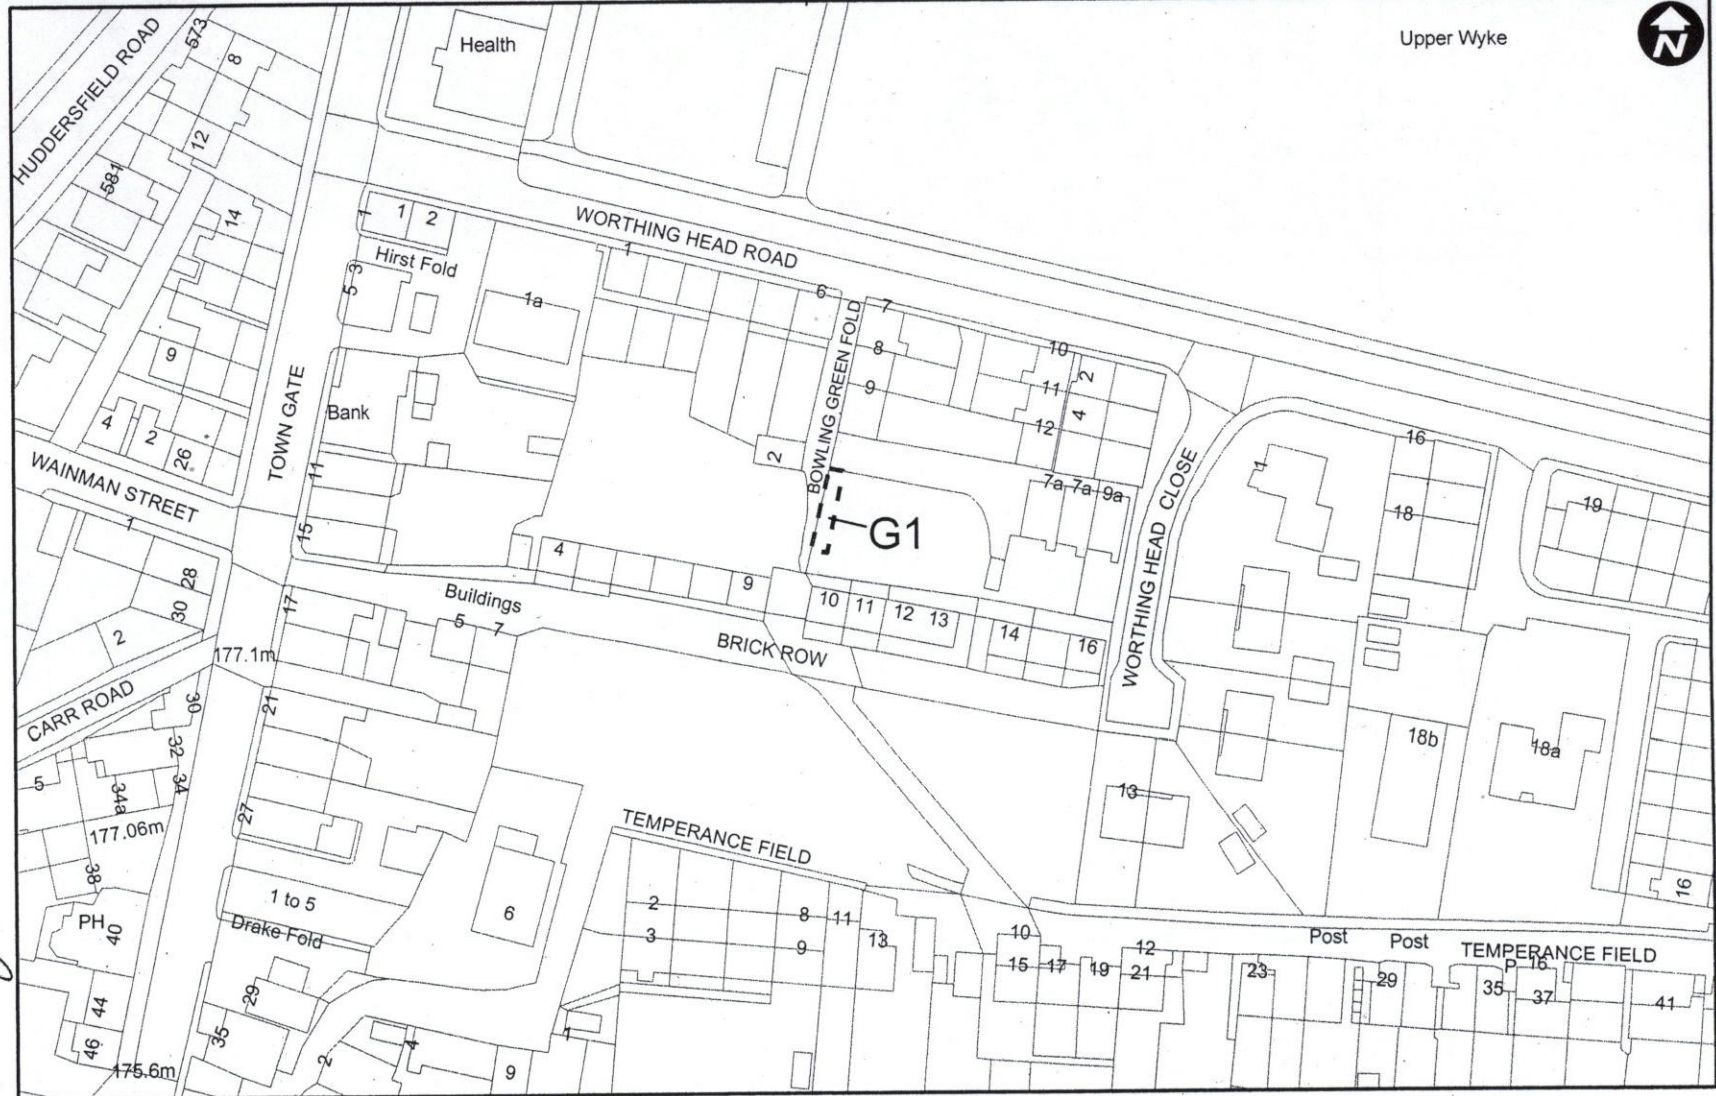 Upper Wyke
N
Health
HUDDERSFIELD ROAD
573
8
12
581
14
9
4
2
26
WAINMAN STREET
TOWN GATE
1
1
2
Hirst Fold
3
5
1a
WORTHING HEAD ROAD
1
6
7
8
9
BOWLING GREEN FOLD
10
11
12
2
4
Bank
11
15
2
G1
7a
7a
9a
WORTHING HEAD CLOSE
1
16
18
19
1
28
30
2
4
9
Buildings
5
7
BRICK ROW
10
11
12
13
14
16
17
177.1m
CARR ROAD
30
32
34
34a
5
177.06m
38
PH
40
44
46
175.6m
21
27
1 to 5
Drake Fold
29
35
2
4
9
1
6
TEMPERANCE FIELD
2
3
8
9
11
13
13
18b
18a
16
10
15
17
19
12
21
23
Post
Post
TEMPERANCE FIELD
P
16
29
35
37
41